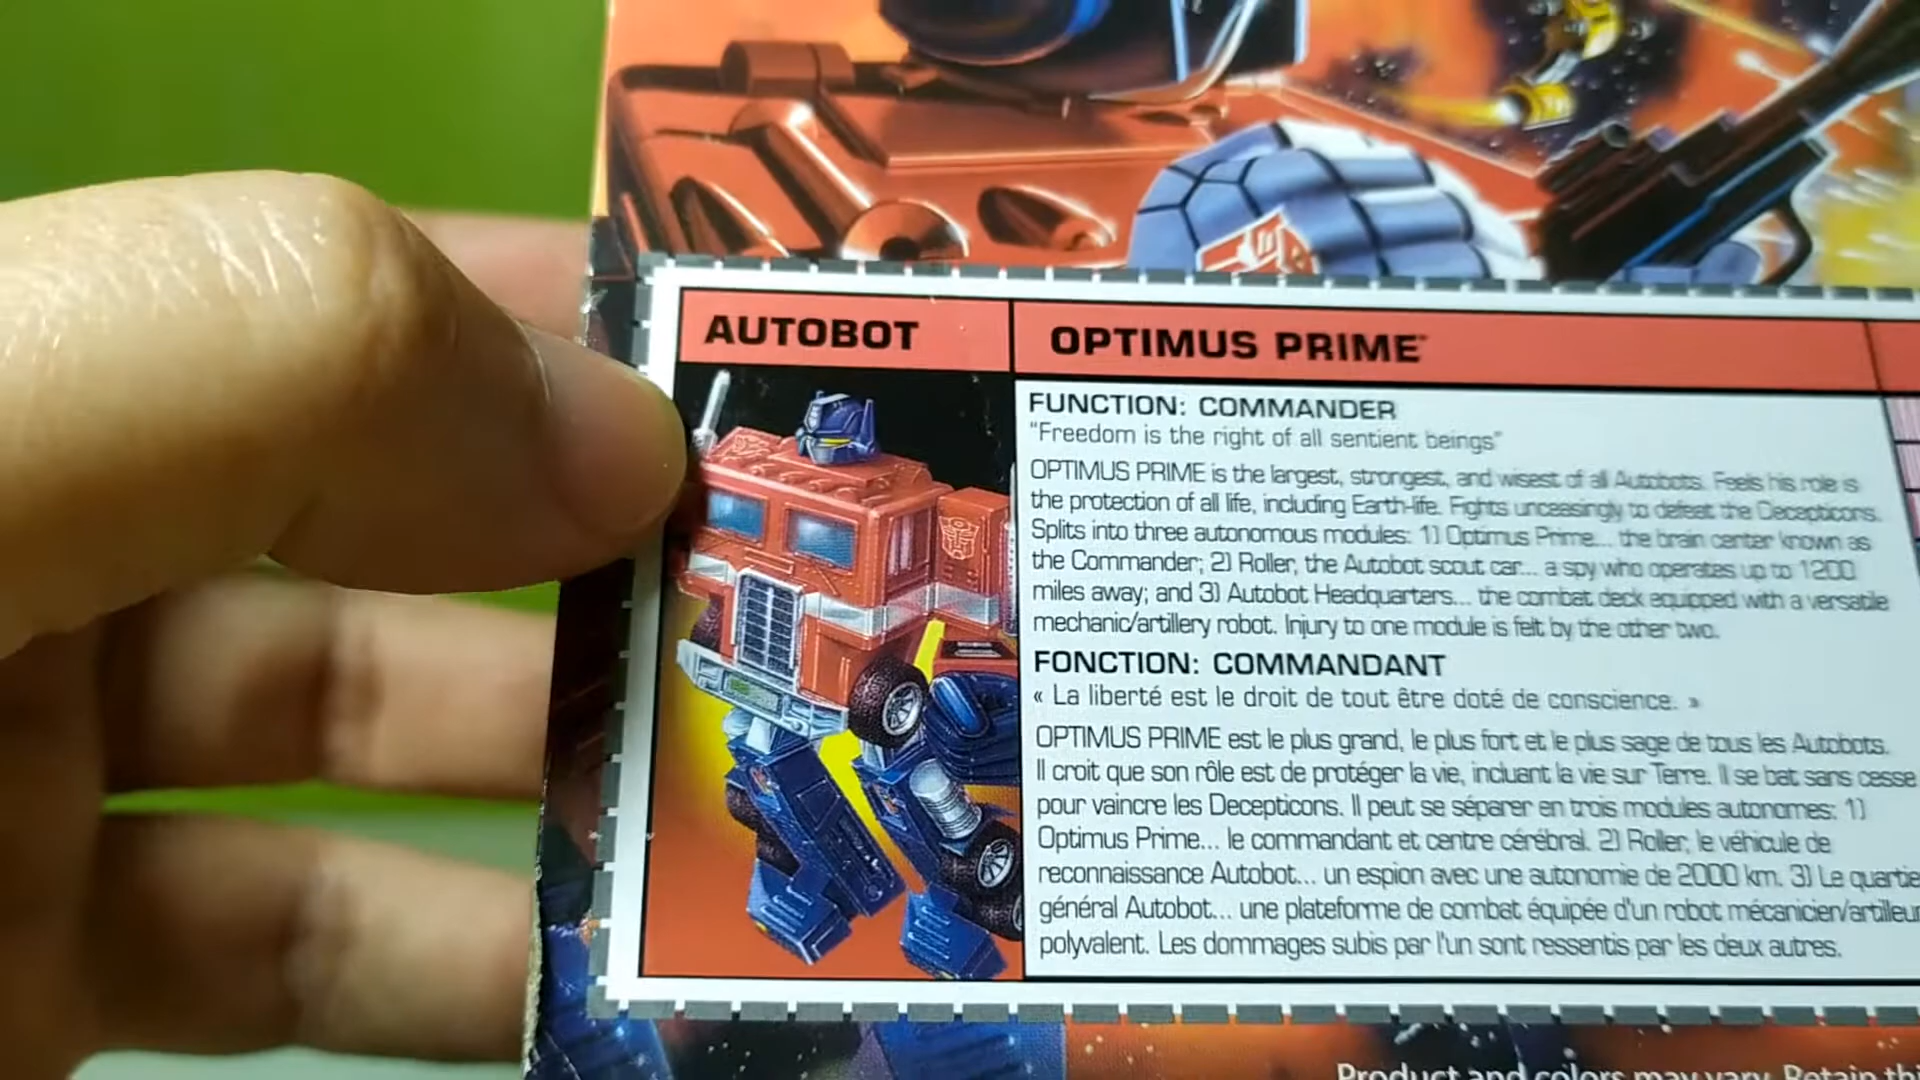 AUTOBOT
OPTIMUS PRIME™
FUNCTION: COMMANDER
"Freedom is the right of all sentient beings"
OPTIMUS PRIME is the largest, strongest, and wisest of all Autobots. Feels his role is
the protection of all life, including Earth-life. Fights unceasingly to defeat the Decepticons.
Splits into three autonomous modules: 1) Optimus Prime... the brain center known as
the Commander; 2) Roller, the Autobot scout car... a spy who operates up to 1200
miles away; and 3) Autobot Headquarters... the combat deck equipped with a versatile
mechanic/artillery robot. Injury to one module is felt by the other two.
FONCTION: COMMANDANT
« La liberté est le droit de tout être doté de conscience. »
OPTIMUS PRIME est le plus grand, le plus fort et le plus sage de tous les Autobots.
Il croit que son rôle est de protéger la vie, incluant la vie sur Terre. Il se bat sans cesse
pour vaincre les Decepticons. Il peut se séparer en trois modules autonomes: 1)
Optimus Prime... le commandant et centre cérébral. 2) Roller, le véhicule de
reconnaissance Autobot... un espion avec une autonomie de 2000 km. 3) Le quartie
général Autobot... une plateforme de combat équipée d'un robot mécanicien/artilleur
polyvalent. Les dommages subis par l'un sont ressentis par les deux autres.
Product and colors may vary. Retain thi